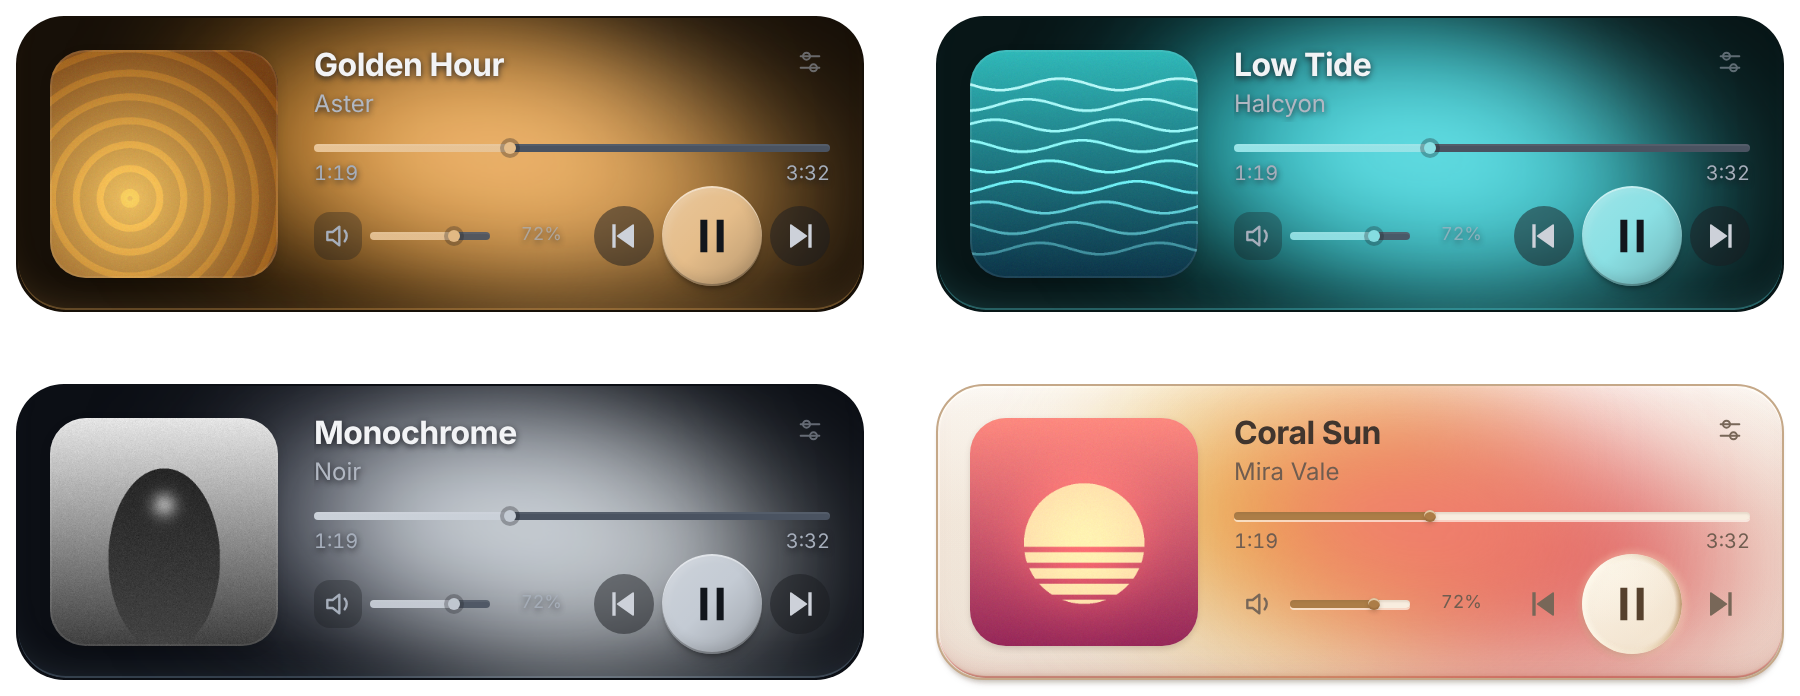 Golden Hour
Aster
1:19 3:32
72%
Low Tide
Halcyon
1:19 3:32
72%
Monochrome
Noir
1:19 3:32
72%
Coral Sun
Mira Vale
1:19 3:32
72%